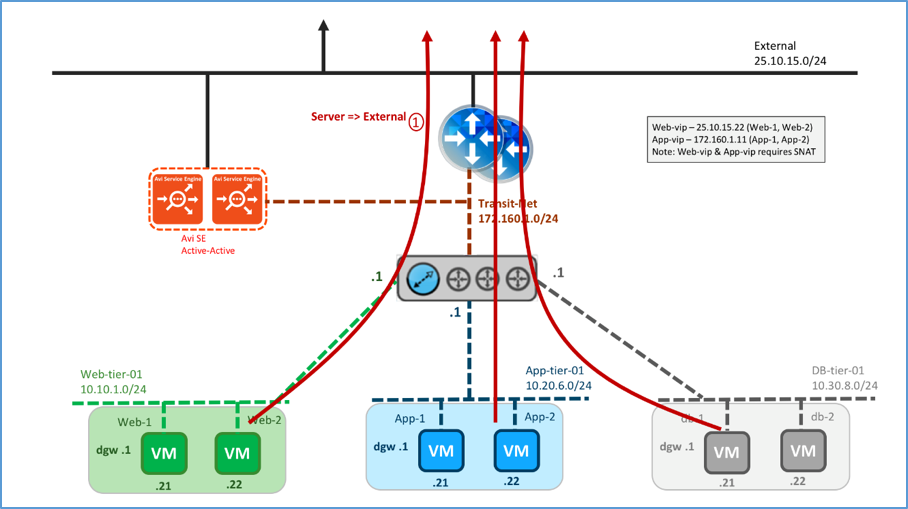 External
25.10.15.0/24
Server => External 1
Web-vip – 25.10.15.22 (Web-1, Web-2)
App-vip – 172.160.1.11 (App-1, App-2)
Note: Web-vip & App-vip requires SNAT
Avi Service Engine
Avi Service Engine
Avi SE
Active-Active
Transit-Net
172.160.1.0/24
.1
.1
.1
Web-tier-01
10.10.1.0/24
App-tier-01
10.20.6.0/24
DB-tier-01
10.30.8.0/24
Web-1
Web-2
App-1
App-2
db-1
db-2
dgw .1
VM
VM
dgw .1
VM
VM
dgw .1
VM
VM
.21
.22
.21
.22
.21
.22